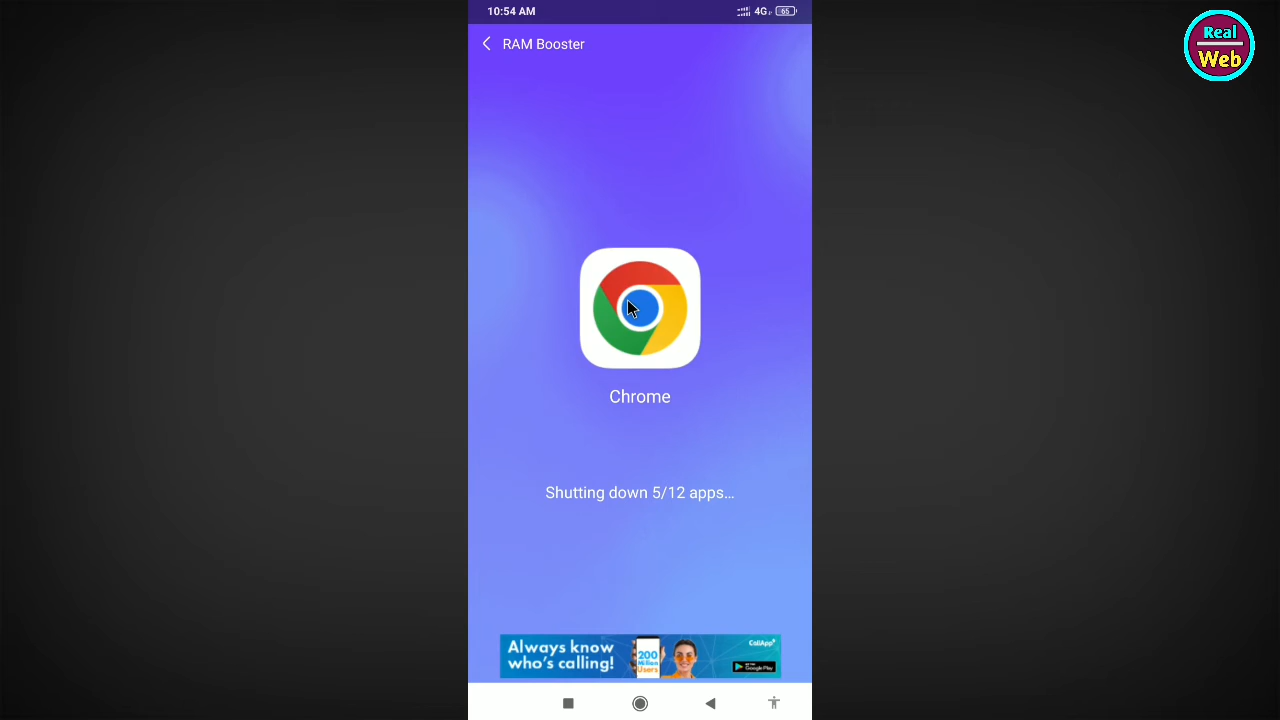 10:54 AM
4G
65
RAM Booster
Real
Web
Chrome
Shutting down 5/12 apps...
Always know
who's calling!
200
Million
Users
CallApp
Google Play